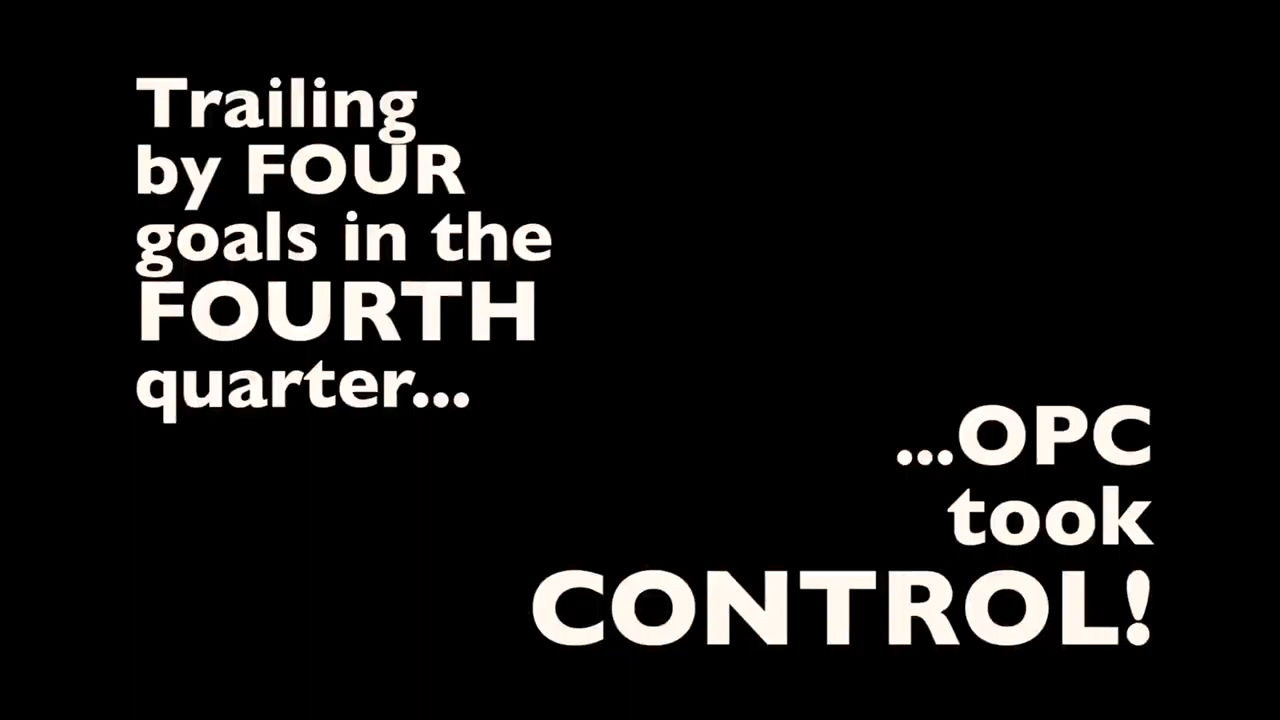 Trailing
by FOUR
goals in the
FOURTH
quarter...
...OPC
took
CONTROL!